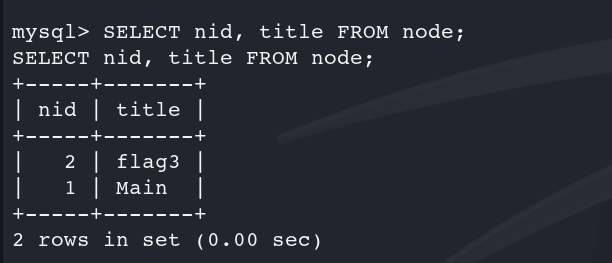 mysql> SELECT nid, title FROM node;
SELECT nid, title FROM node;
+-----+-------+
| nid | title |
+-----+-------+
|   2 | flag3 |
|   1 | Main  |
+-----+-------+
2 rows in set (0.00 sec)